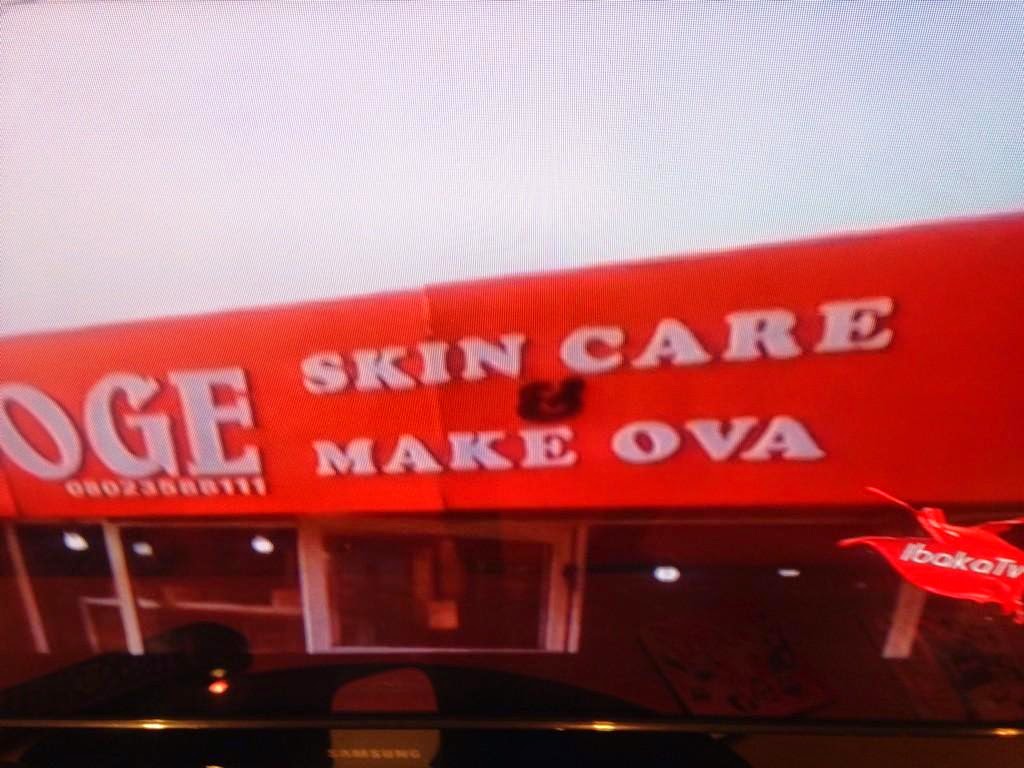 OGE
08023588111
SKIN CARE
&
MAKE OVA
IbakaTv
SAMSUNG